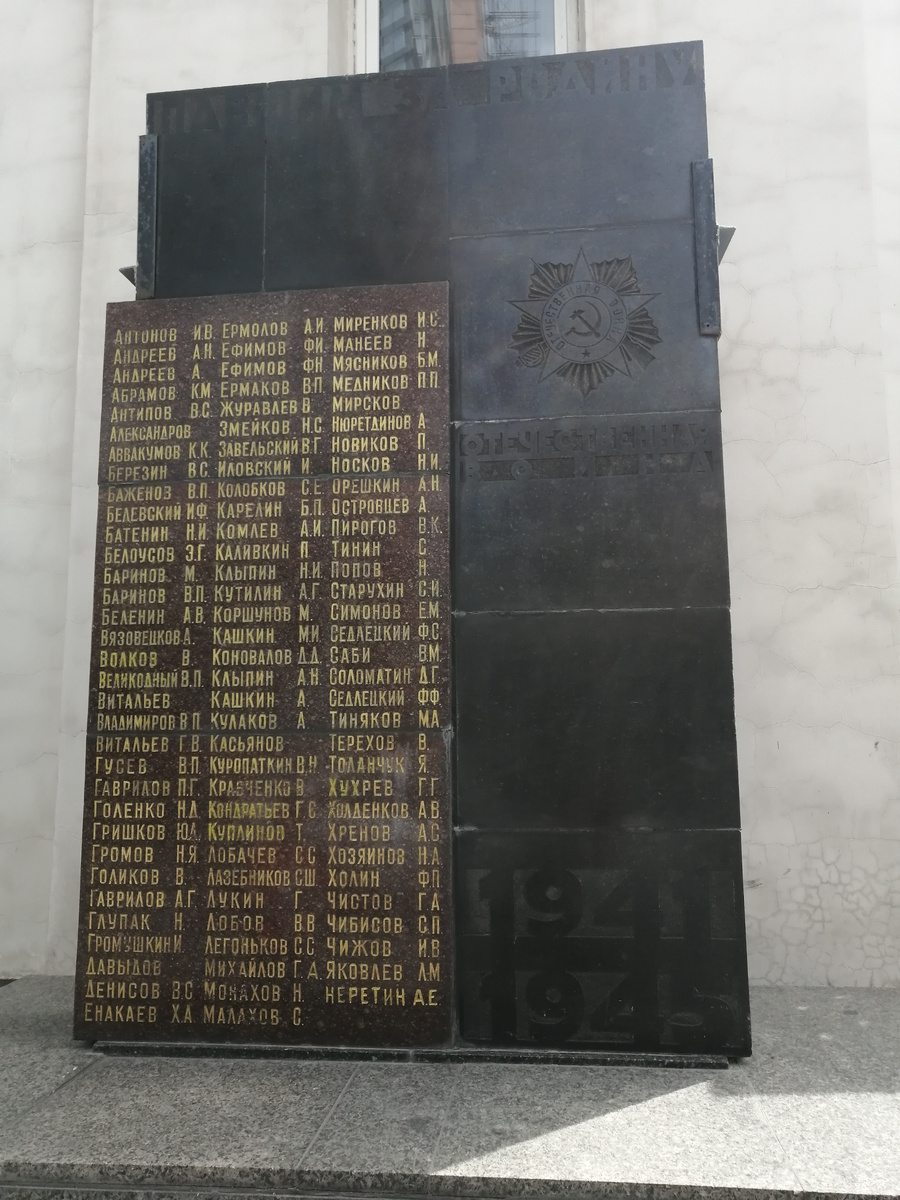 ПАВШИМ ЗА РОДИНУ
АНТОНОВ И.В.
АНДРЕЕВ А.Н.
АНДРЕЕВ А.
АБРАМОВ К.М.
АНТИПОВ В.С.
АЛЕКСАНДРОВ
АВВАКУМОВ К.К.
БЕРЕЗИН В.С.
БАЖЕНОВ В.П.
БЕЛЕВСКИЙ И.Ф.
БАТЕНИН Н.И.
БЕЛОУСОВ Э.Г.
БАРИНОВ М.
БАРИНОВ В.П.
БЕЛЕНИН А.В.
ВЯЗОВЕЦКОВ А.
ВОЛКОВ В.
ВЕЛИКОДНЫЙ В.П.
ВИТАЛЬЕВ
ВЛАДИМИРОВ В.П.
ВИТАЛЬЕВ Г.В.
ГУСЕВ В.П.
ГАВРИЛОВ П.Г.
ГОЛЕНКО Н.Д.
ГРИШКОВ Ю.Д.
ГРОМОВ Н.Я.
ГОЛИКОВ В.
ГАВРИЛОВ А.Г.
ГЛУПАК Н.
ГРОМУШКИН И.
ДАВЫДОВ
ДЕНИСОВ В.С.
ЕНАКАЕВ Х.А.
ЕРМОЛОВ А.И.
ЕФИМОВ Ф.И.
ЕФИМОВ Ф.Н.
ЕРМАКОВ В.П.
ЖУРАВЛЕВ В.
ЗМЕЙКОВ Н.С.
ЗАВЕЛЬСКИЙ В.Г.
ИЛОВСКИЙ И.
КОЛОБКОВ С.Е.
КАРЕЛИН Б.П.
КОМЛЕВ А.И.
КАЛЯВКИН П.
КЛЫПИН Н.И.
КУТИЛИН А.Г.
КОРШУНОВ М.
КАШКИН М.И.
КОНОВАЛОВ Д.Д.
КЛЫПИН А.Н.
КАШКИН А
КУЛАКОВ А
КАСЬЯНОВ
КУРОПАТКИН В.Н.
КРАВЧЕНКО В
КОНДРАТЬЕВ Г.С
КУПЛИНОВ Т.
ЛОБАЧЕВ С.С
ЛАЗЕБНИКОВ С.Ш
ЛУКИН Г
ЛОБОВ В.В
ЛЕГОНЬКОВ С.С
МИХАЙЛОВ Г.Д.
МОНАХОВ Н.
МАЛАХОВ С.
МИРЕНКОВ И.С.
МАНЕЕВ Н
МЯСНИКОВ Б.М.
МЕДНИКОВ П.П.
МИРСКОВ
НЮРЕТДИНОВ А.
НОВИКОВ П.
НОСКОВ Н.И.
ОРЕШКИН А.Н.
ОСТРОВЦЕВ А.
ПИРОГОВ В.К.
ТИНИН С
ПОПОВ Н.
СТАРУХИН С.И.
СИМОНОВ Е.М.
СЕДЛЕЦКИЙ Ф.С.
САБИ В.М.
СОЛОМАТИН Д.Г.
СЕДЛЕЦКИЙ Ф.Ф.
ТИНЯКОВ М.А.
ТЕРЕХОВ В.
ТОЛАНЧУК Я.
ХУХРЕВ Г.Г
ХОЛДЕНКОВ А.В.
ХРЕНОВ А.С
ХОЗЯИНОВ Н.А.
ХОЛИН Ф.П.
ЧИСТОВ Г.А
ЧИБИСОВ С.П.
ЧИЖОВ И.В
ЯКОВЛЕВ Л.М
НЕРЕТИН А.Е.
ОТЕЧЕСТВЕННАЯ ВОЙНА
ОТЕЧЕСТВЕННАЯ
ВОЙНА
1941
1945